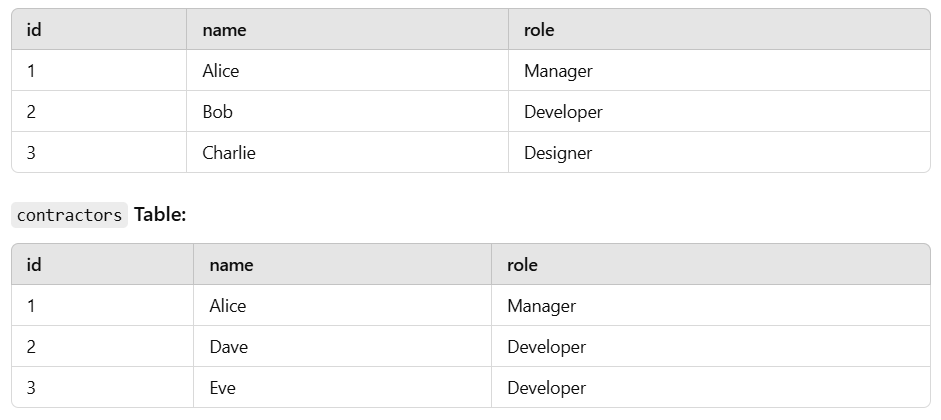 id name role
1 Alice Manager
2 Bob Developer
3 Charlie Designer
contractors Table:
id name role
1 Alice Manager
2 Dave Developer
3 Eve Developer